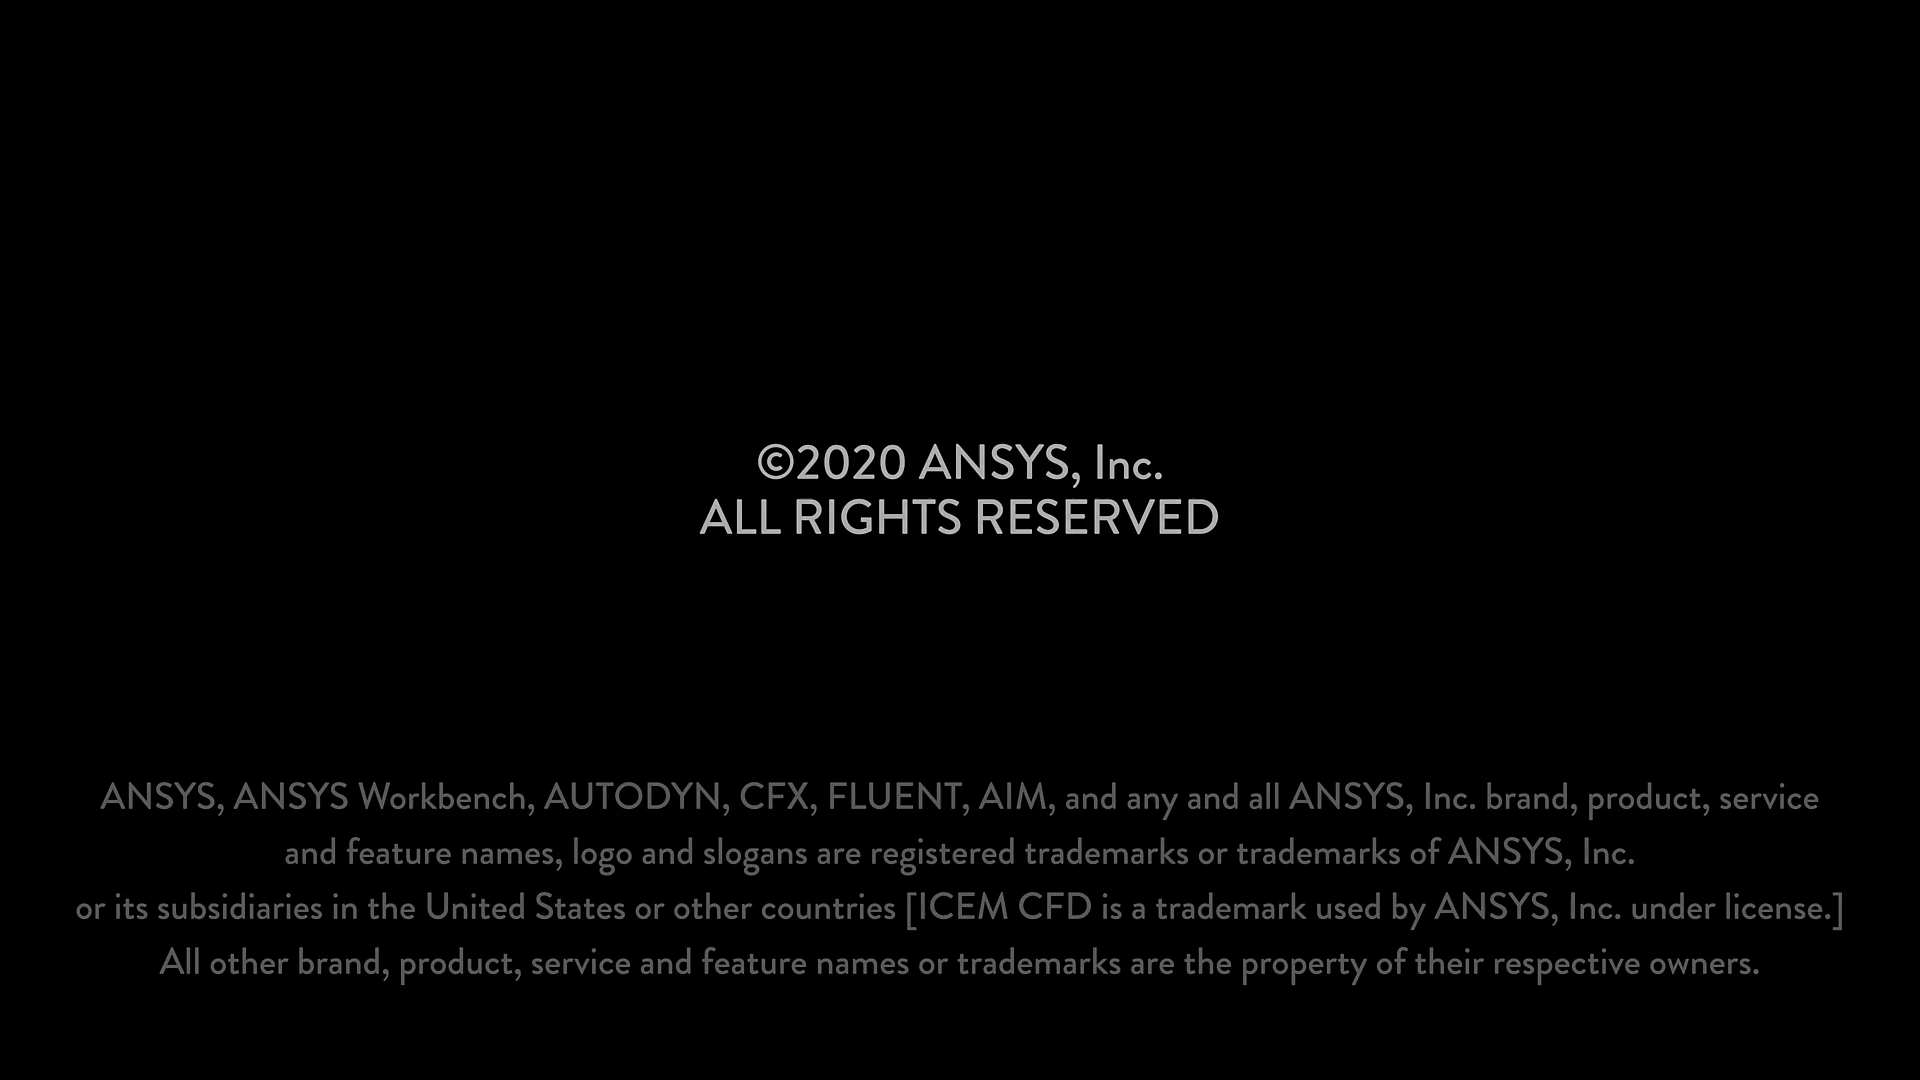 ©2020 ANSYS, Inc.
ALL RIGHTS RESERVED
ANSYS, ANSYS Workbench, AUTODYN, CFX, FLUENT, AIM, and any and all ANSYS, Inc. brand, product, service
and feature names, logo and slogans are registered trademarks or trademarks of ANSYS, Inc.
or its subsidiaries in the United States or other countries [ICEM CFD is a trademark used by ANSYS, Inc. under license.]
All other brand, product, service and feature names or trademarks are the property of their respective owners.